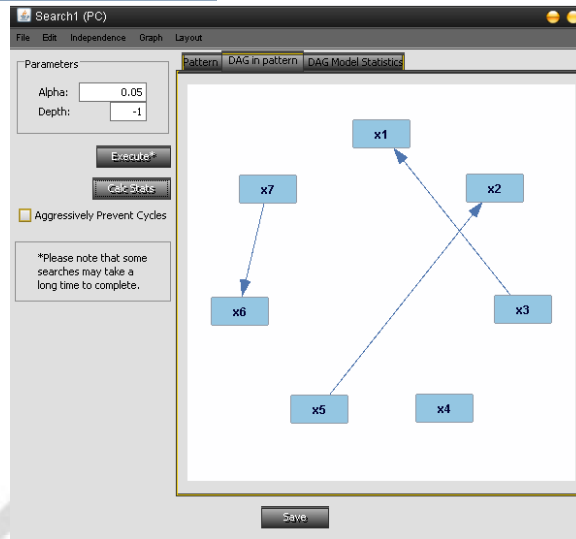 Search1 (PC)
File Edit Independence Graph Layout
Parameters
Alpha: 0.05
Depth: -1
Execute*
Calc Stats
Aggressively Prevent Cycles
*Please note that some
searches may take a
long time to complete.
Pattern DAG in pattern DAG Model Statistics
x1
x7
x2
x6
x3
x5
x4
Save